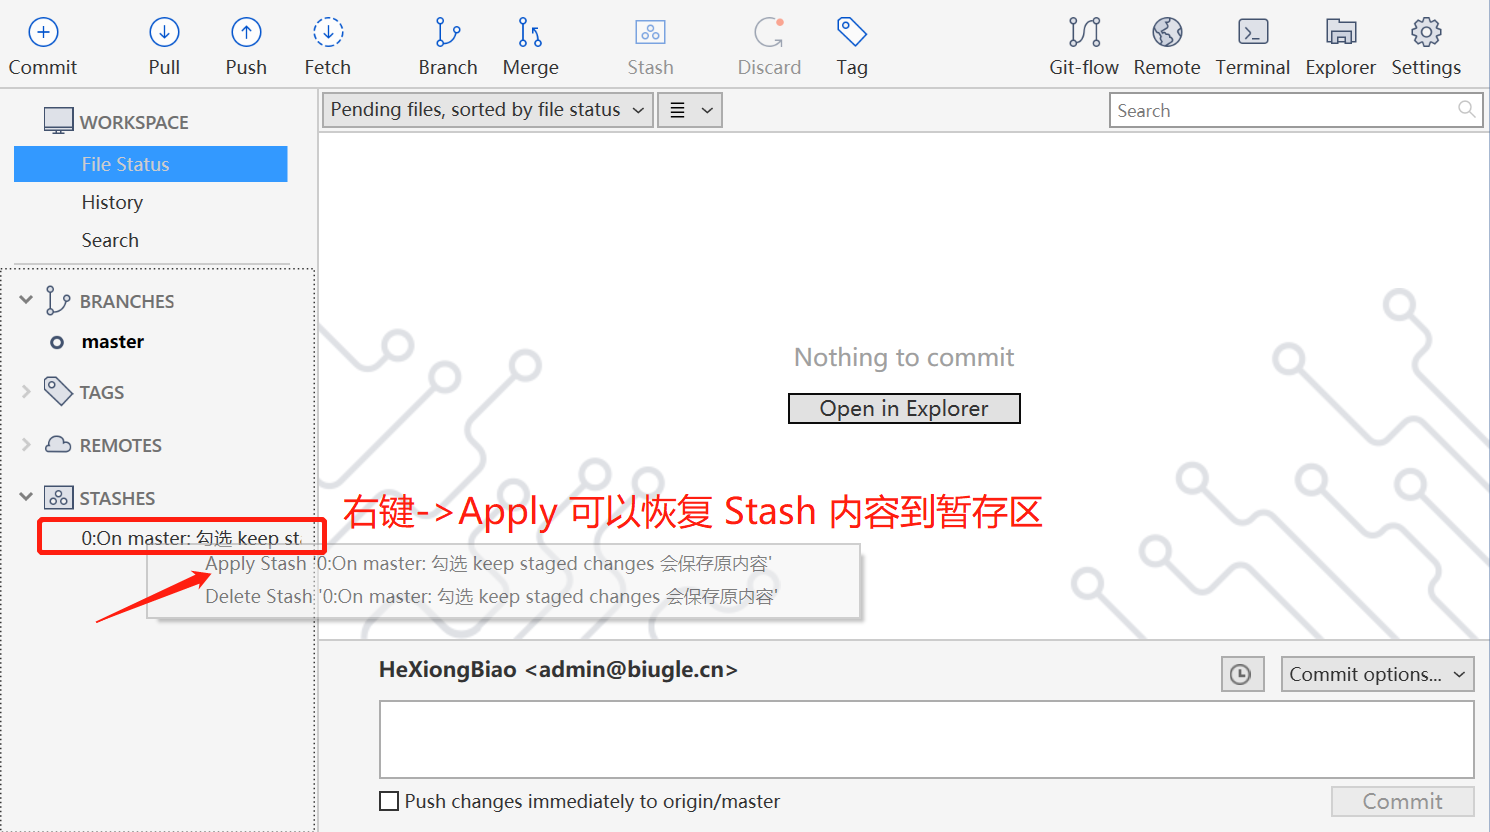 Commit Pull Push Fetch Branch Merge Stash Discard Tag Git-flow Remote Terminal Explorer Settings
WORKSPACE
File Status
History
Search
BRANCHES
master
TAGS
REMOTES
STASHES
0:On master: 勾选 keep sta
Pending files, sorted by file status
Search
Nothing to commit
Open in Explorer
右键->Apply 可以恢复 Stash 内容到暂存区
Apply Stash '0:On master: 勾选 keep staged changes 会保存原内容'
Delete Stash '0:On master: 勾选 keep staged changes 会保存原内容'
HeXiongBiao <admin@biugle.cn>
Commit options...
Push changes immediately to origin/master
Commit